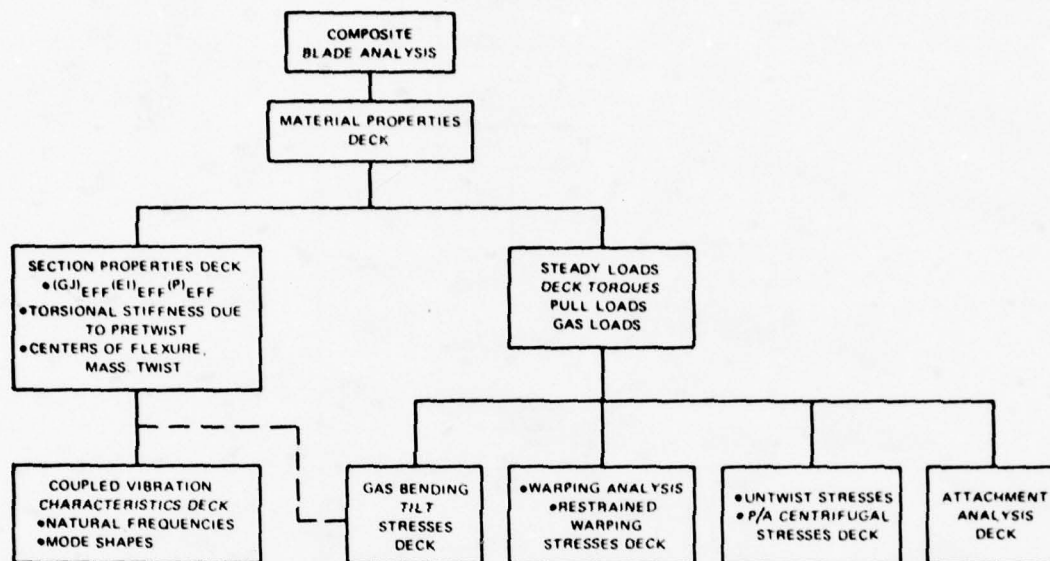 COMPOSITE
BLADE ANALYSIS
MATERIAL PROPERTIES
DECK
SECTION PROPERTIES DECK
•(GJ)EFF(EI)EFF(P)EFF
•TORSIONAL STIFFNESS DUE
TO PRETWIST
•CENTERS OF FLEXURE,
MASS TWIST
STEADY LOADS
DECK TORQUES
PULL LOADS
GAS LOADS
COUPLED VIBRATION
CHARACTERISTICS DECK
•NATURAL FREQUENCIES
•MODE SHAPES
GAS BENDING
TILT
STRESSES
DECK
•WARPING ANALYSIS
•RESTRAINED
WARPING
STRESSES DECK
•UNTWIST STRESSES
•P/A CENTRIFUGAL
STRESSES DECK
ATTACHMENT
ANALYSIS
DECK